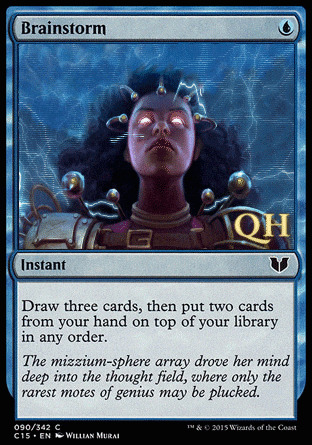 Brainstorm
QH
Instant
Draw three cards, then put two cards
from your hand on top of your library
in any order.
The mizzium-sphere array drove her mind
deep into the thought field, where only the
rarest motes of genius may be plucked.
090/342 C
C15 • EN Willian Murai
™ & © 2015 Wizards of the Coast